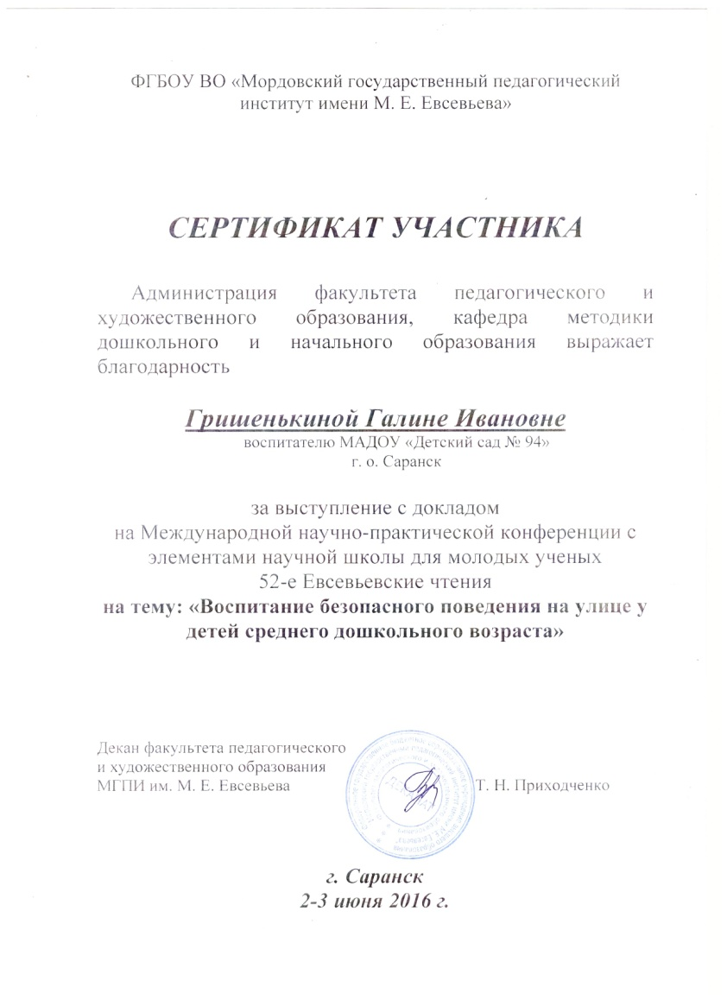 ФГБОУ ВО «Мордовский государственный педагогический
институт имени М. Е. Евсевьева»
СЕРТИФИКАТ УЧАСТНИКА
Администрация факультета педагогического и
художественного образования, кафедра методики
дошкольного и начального образования выражает
благодарность
Гришенькиной Галине Ивановне
воспитателю МАДОУ «Детский сад № 94»
г. о. Саранск
за выступление с докладом
на Международной научно-практической конференции с
элементами научной школы для молодых ученых
52-е Евсевьевские чтения
на тему: «Воспитание безопасного поведения на улице у
детей среднего дошкольного возраста»
Декан факультета педагогического
и художественного образования
МГПИ им. М. Е. Евсевьева
Т. Н. Приходченко
г. Саранск
2-3 июня 2016 г.